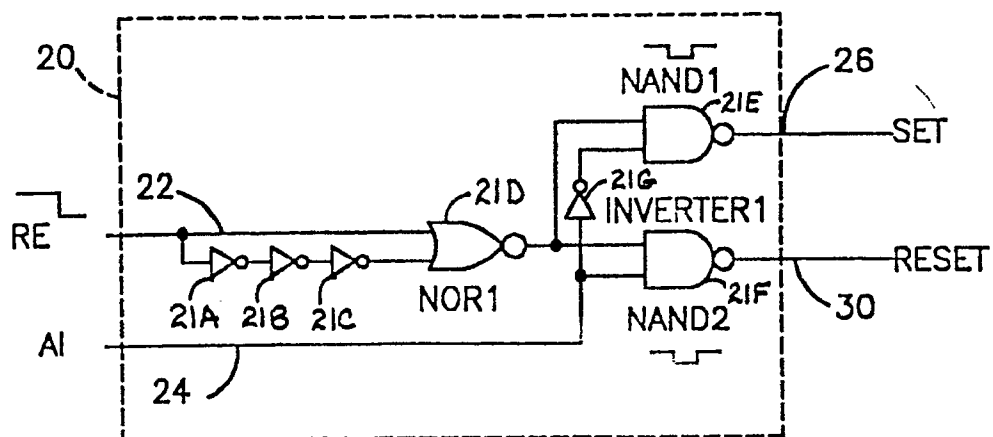 20
NAND1
21E
26
SET
22
21D
21G
INVERTER1
RE
21A
21B
21C
NOR1
21F
RESET
30
NAND2
AI
24